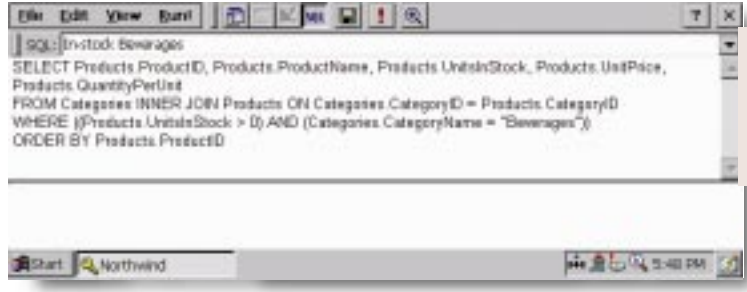 File Edit View Run! SQL ? ×
SQL: In-stock Beverages
SELECT Products.ProductID, Products.ProductName, Products.UnitsInStock, Products.UnitPrice,
Products.QuantityPerUnit
FROM Categories INNER JOIN Products ON Categories.CategoryID = Products.CategoryID
WHERE ((Products.UnitsInStock > 0) AND (Categories.CategoryName = "Beverages"))
ORDER BY Products.ProductID
Start Northwind 5:40 PM